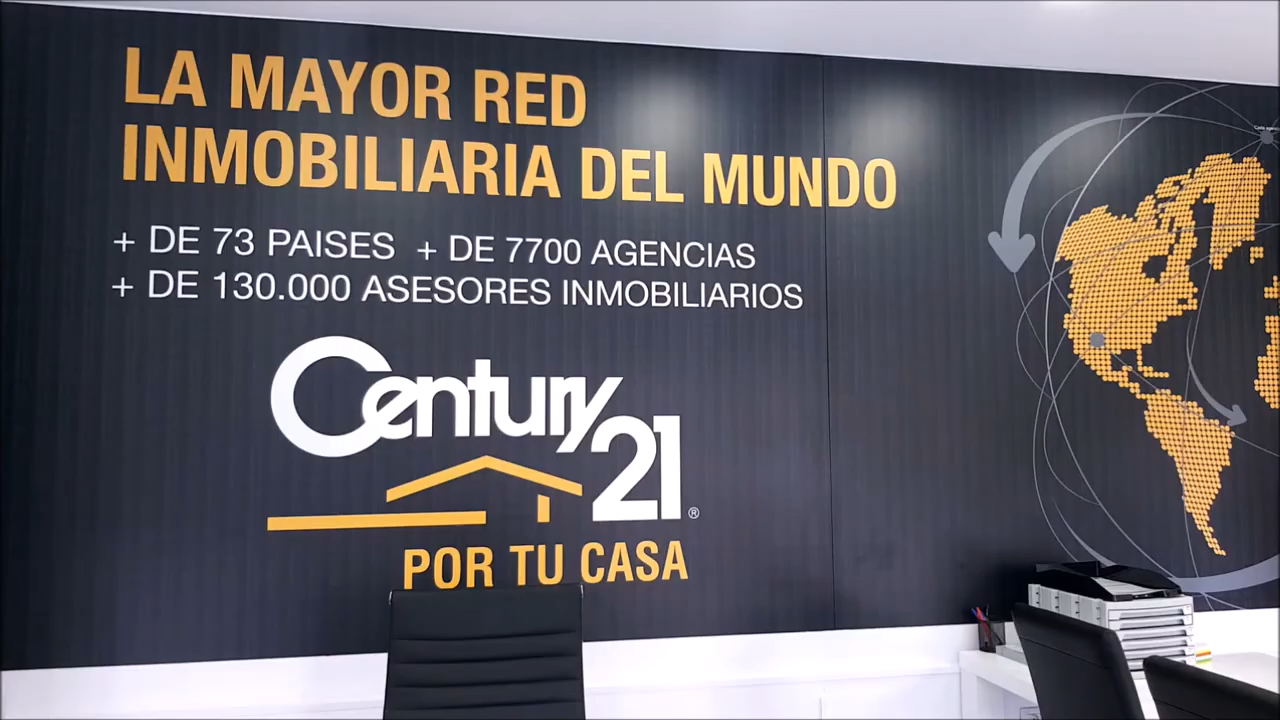 LA MAYOR RED
INMOBILIARIA DEL MUNDO
+ DE 73 PAISES + DE 7700 AGENCIAS
+ DE 130.000 ASESORES INMOBILIARIOS
Century
21®
POR TU CASA